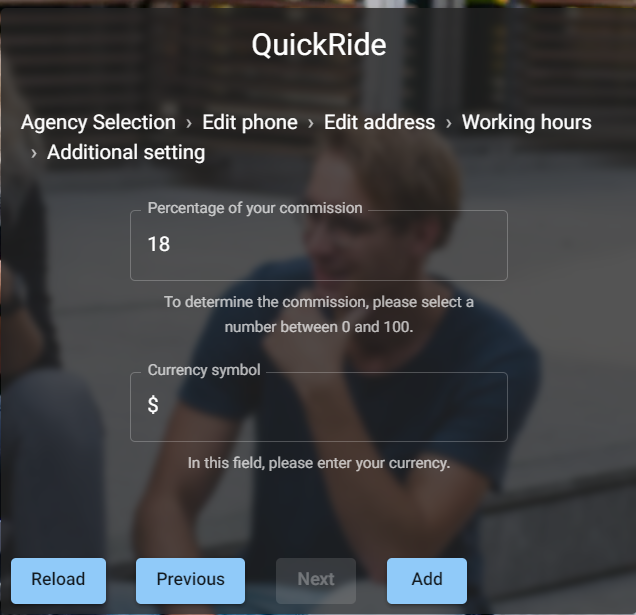 QuickRide
Agency Selection › Edit phone › Edit address › Working hours
› Additional setting
Percentage of your commission
18
To determine the commission, please select a
number between 0 and 100.
Currency symbol
$
In this field, please enter your currency.
Reload Previous Next Add